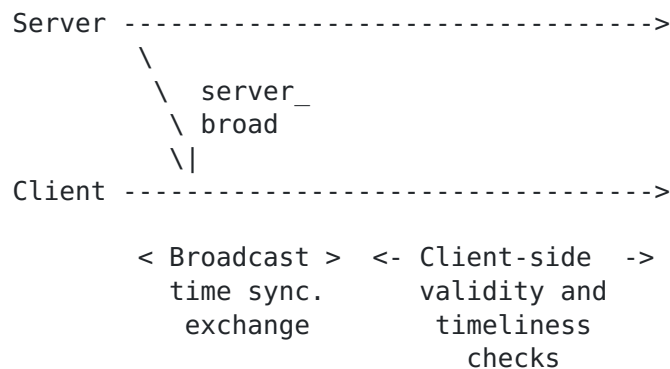 Server ---------------------------------->
\
\ server_
\ broad
\|
Client ---------------------------------->
< Broadcast > <- Client-side ->
time sync. validity and
exchange timeliness
checks